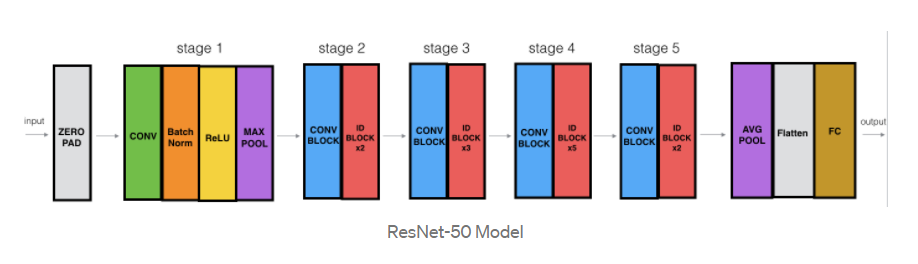 stage 1
stage 2
stage 3
stage 4
stage 5
input
ZERO
PAD
CONV
Batch
Norm
ReLU
MAX
POOL
CONV
BLOCK
ID
BLOCK
x2
CONV
BLOCK
ID
BLOCK
x3
CONV
BLOCK
ID
BLOCK
x5
CONV
BLOCK
ID
BLOCK
x2
AVG
POOL
Flatten
FC
output
ResNet-50 Model